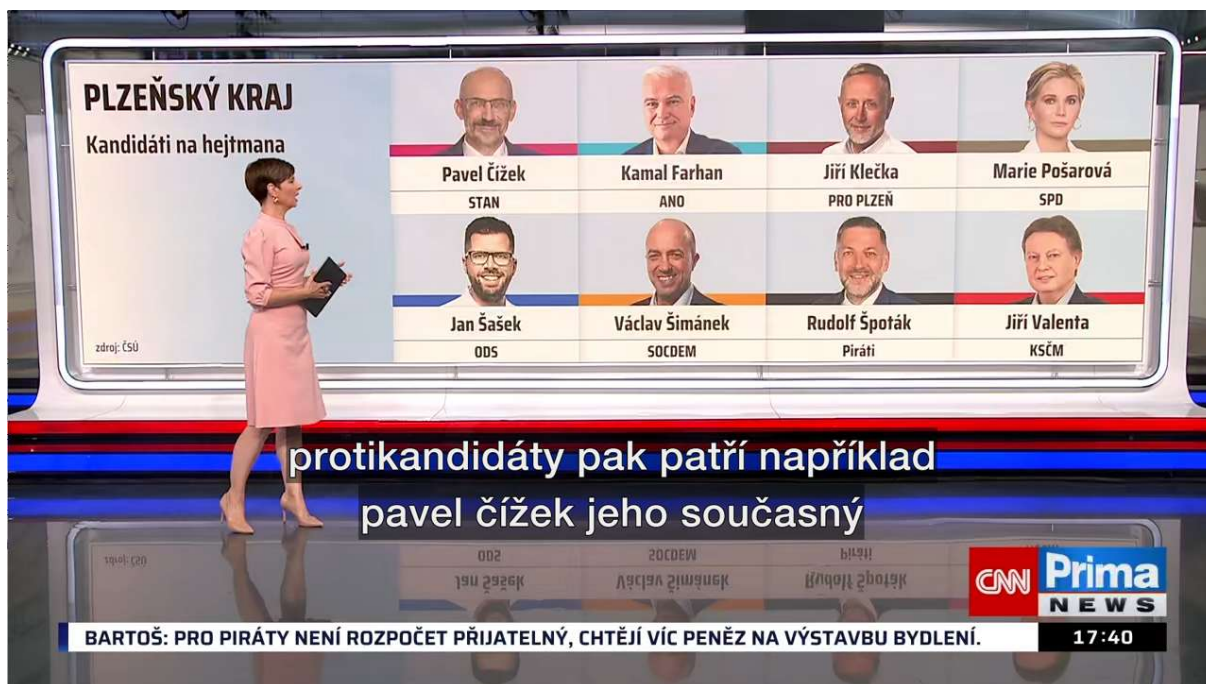 PLZEŇSKÝ KRAJ
Kandidáti na hejtmana
Pavel Čížek
STAN
Kamal Farhan
ANO
Jiří Klečka
PRO PLZEŇ
Marie Pošarová
SPD
Jan Šašek
ODS
Václav Šimánek
SOCDEM
Rudolf Špoták
Piráti
Jiří Valenta
KSČM
zdroj: ČSÚ
protikandidáty pak patří například
pavel čížek jeho současný
CNN Prima
NEWS
BARTOŠ: PRO PIRÁTY NENÍ ROZPOČET PŘIJATELNÝ, CHTĚJÍ VÍC PENĚZ NA VÝSTAVBU BYDLENÍ.
17:40